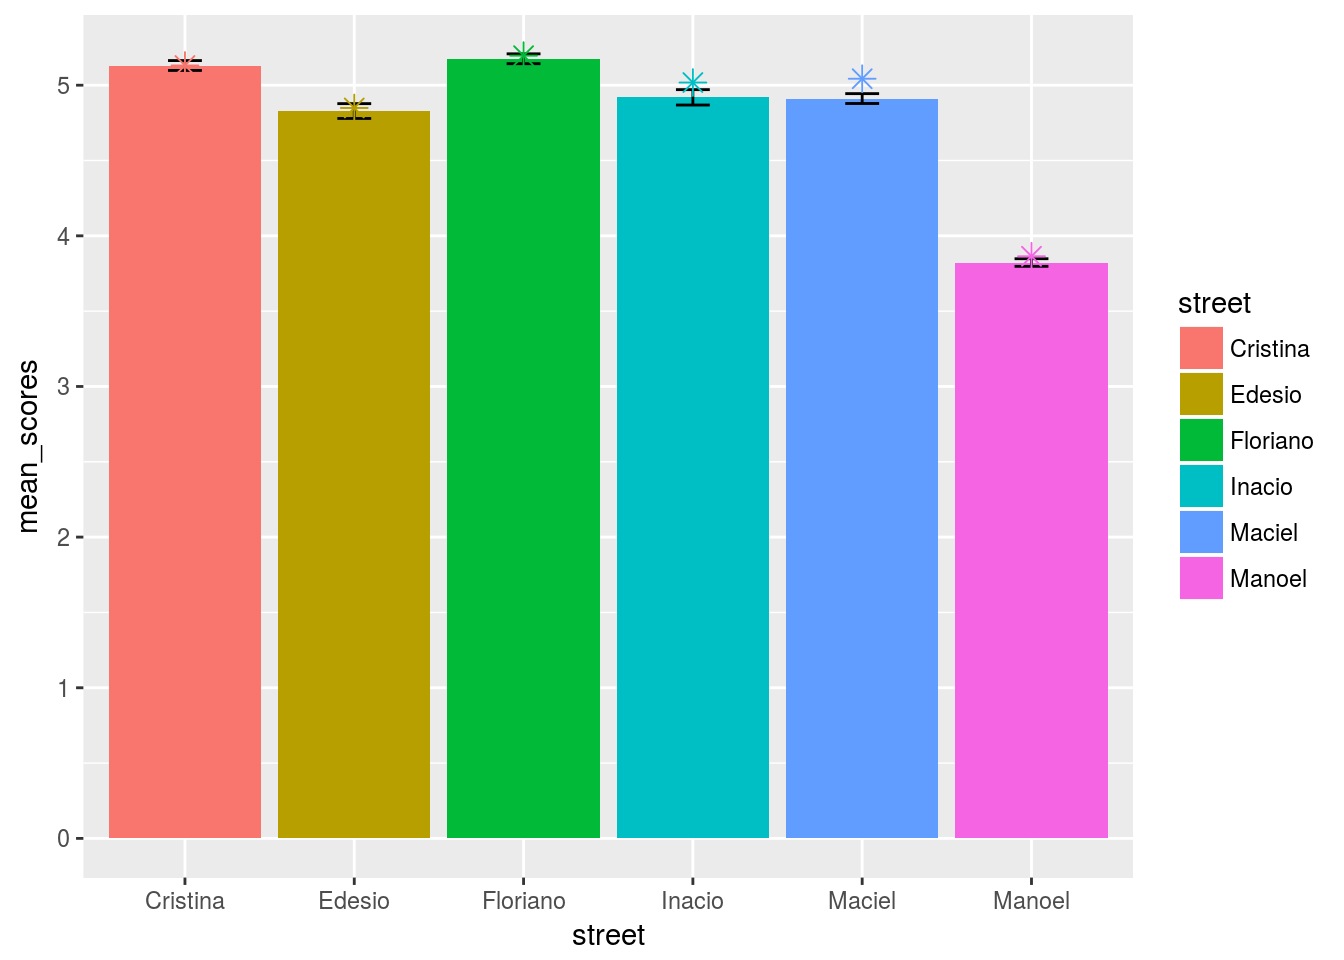 mean_scores
5
4
3
2
1
0
Cristina
Edesio
Floriano
Inacio
Maciel
Manoel
street
street
Cristina
Edesio
Floriano
Inacio
Maciel
Manoel